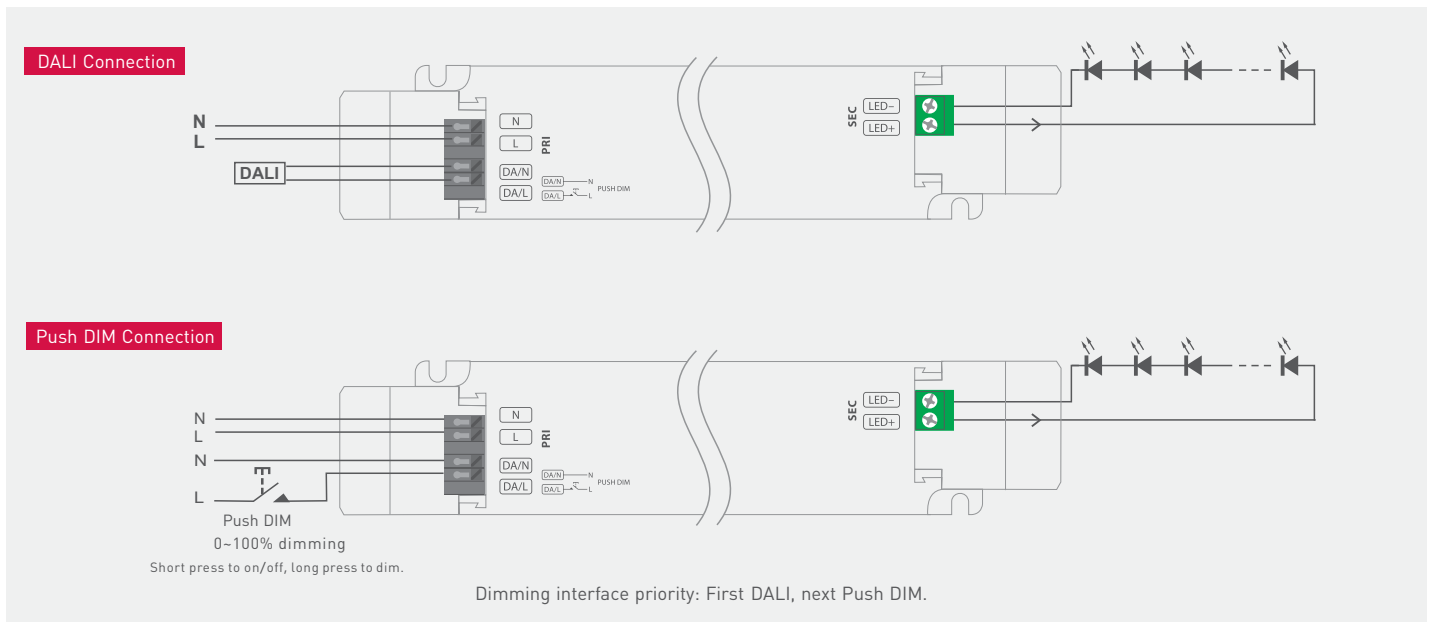 DALI Connection
N
L
DALI
N
L
PRI
DA/N
DA/L
DA/N N
DA/L L
PUSH DIM
SEC
LED-
LED+
Push DIM Connection
N
L
N
L
Push DIM
0~100% dimming
Short press to on/off, long press to dim.
N
L
PRI
DA/N
DA/L
DA/N N
DA/L L
PUSH DIM
SEC
LED-
LED+
Dimming interface priority: First DALI, next Push DIM.